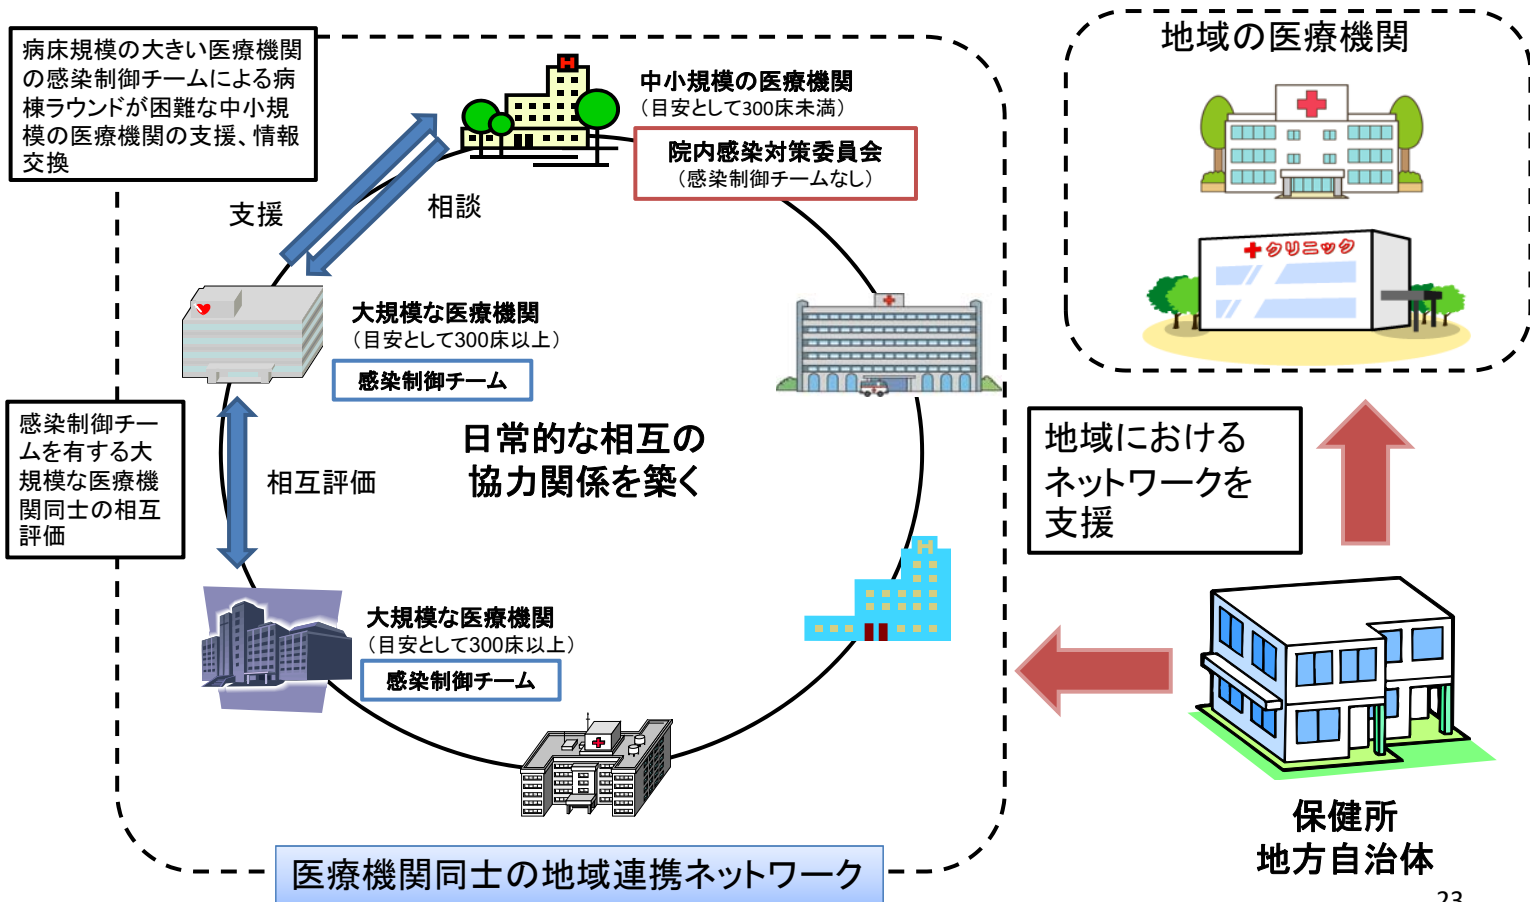 病床規模の大きい医療機関
の感染制御チームによる病
棟ラウンドが困難な中小規
模の医療機関の支援、情報
交換
H
中小規模の医療機関
（目安として300床未満）
院内感染対策委員会
（感染制御チームなし）
支援
相談
大規模な医療機関
（目安として300床以上）
感染制御チーム
感染制御チー
ムを有する大
規模な医療機
関同士の相互
評価
相互評価
日常的な相互の
協力関係を築く
H
大規模な医療機関
（目安として300床以上）
感染制御チーム
医療機関同士の地域連携ネットワーク
地域の医療機関
クリニック
地域における
ネットワークを
支援
保健所
地方自治体
23